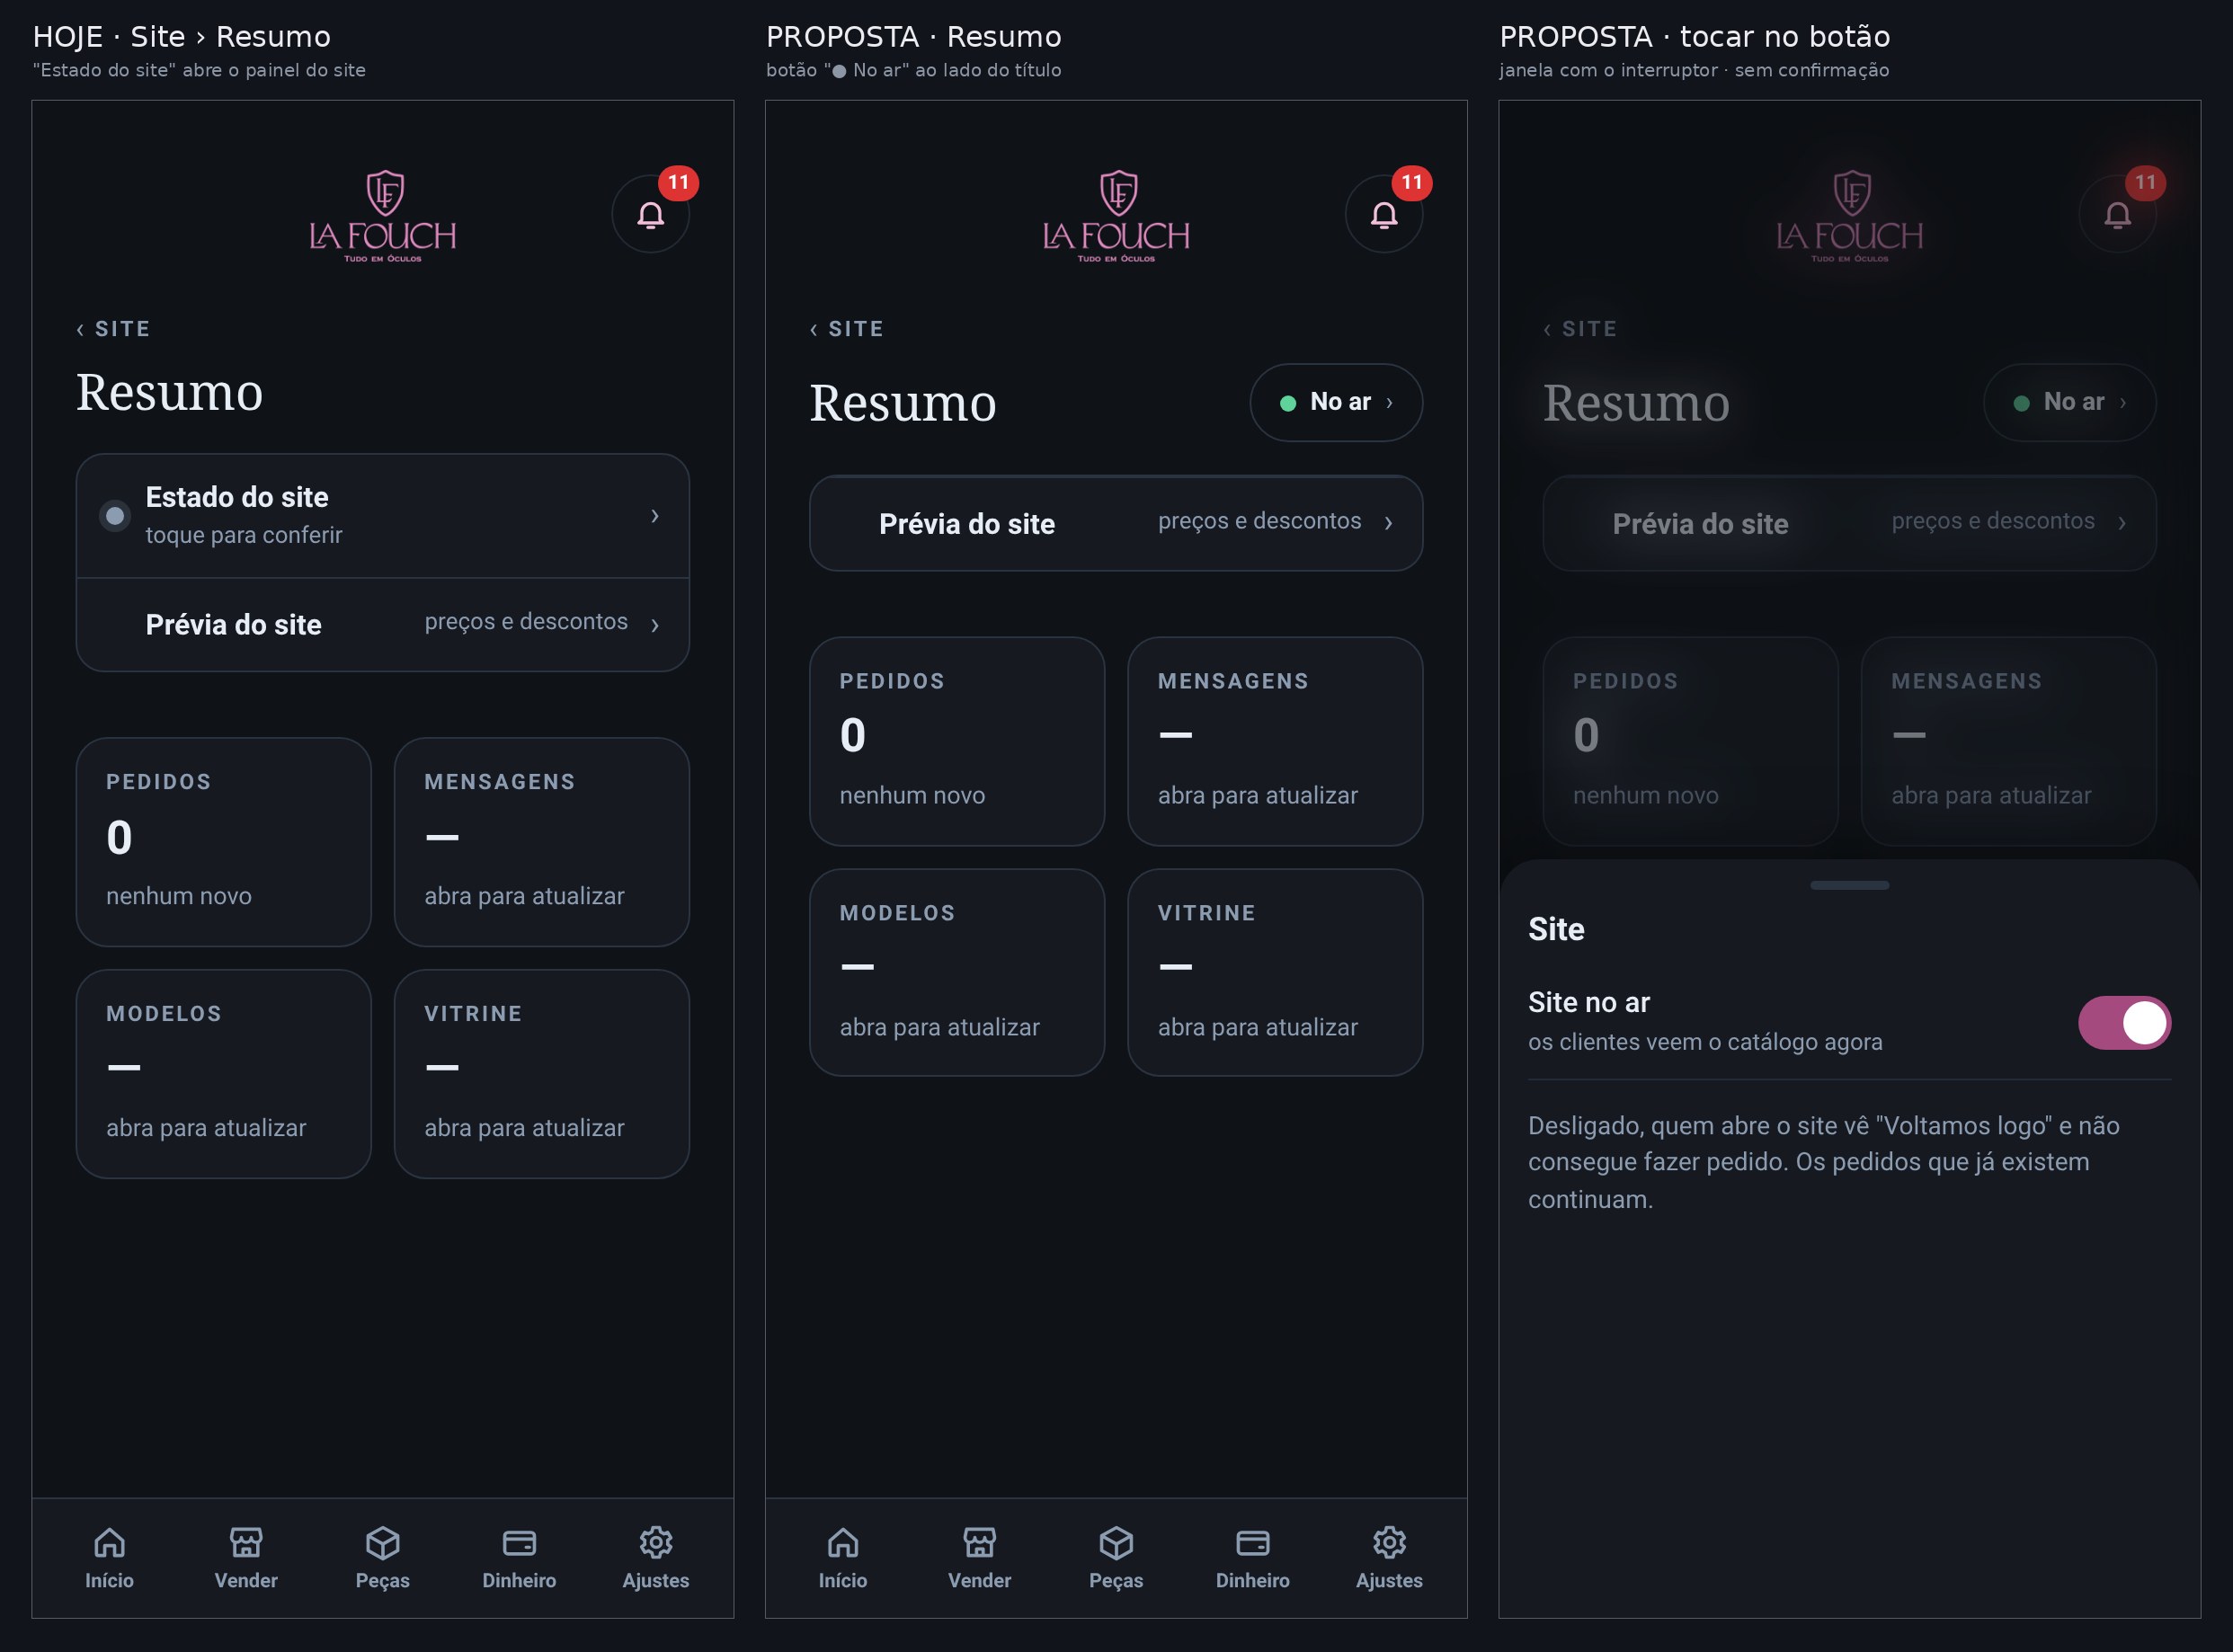 HOJE · Site › Resumo
"Estado do site" abre o painel do site
11
LF
LA FOUCH
TUDO EM ÓCULOS
‹ SITE
Resumo
Estado do site
toque para conferir
›
Prévia do site
preços e descontos ›
PEDIDOS
0
nenhum novo
MENSAGENS
—
abra para atualizar
MODELOS
—
abra para atualizar
VITRINE
—
abra para atualizar
Início
Vender
Peças
Dinheiro
Ajustes
PROPOSTA · Resumo
botão "● No ar" ao lado do título
11
LF
LA FOUCH
TUDO EM ÓCULOS
‹ SITE
Resumo
● No ar ›
Prévia do site
preços e descontos ›
PEDIDOS
0
nenhum novo
MENSAGENS
—
abra para atualizar
MODELOS
—
abra para atualizar
VITRINE
—
abra para atualizar
Início
Vender
Peças
Dinheiro
Ajustes
PROPOSTA · tocar no botão
janela com o interruptor · sem confirmação
11
LF
LA FOUCH
TUDO EM ÓCULOS
‹ SITE
Resumo
● No ar ›
Prévia do site
preços e descontos ›
PEDIDOS
0
nenhum novo
MENSAGENS
—
abra para atualizar
Site
Site no ar
os clientes veem o catálogo agora
Desligado, quem abre o site vê "Voltamos logo" e não
consegue fazer pedido. Os pedidos que já existem
continuam.